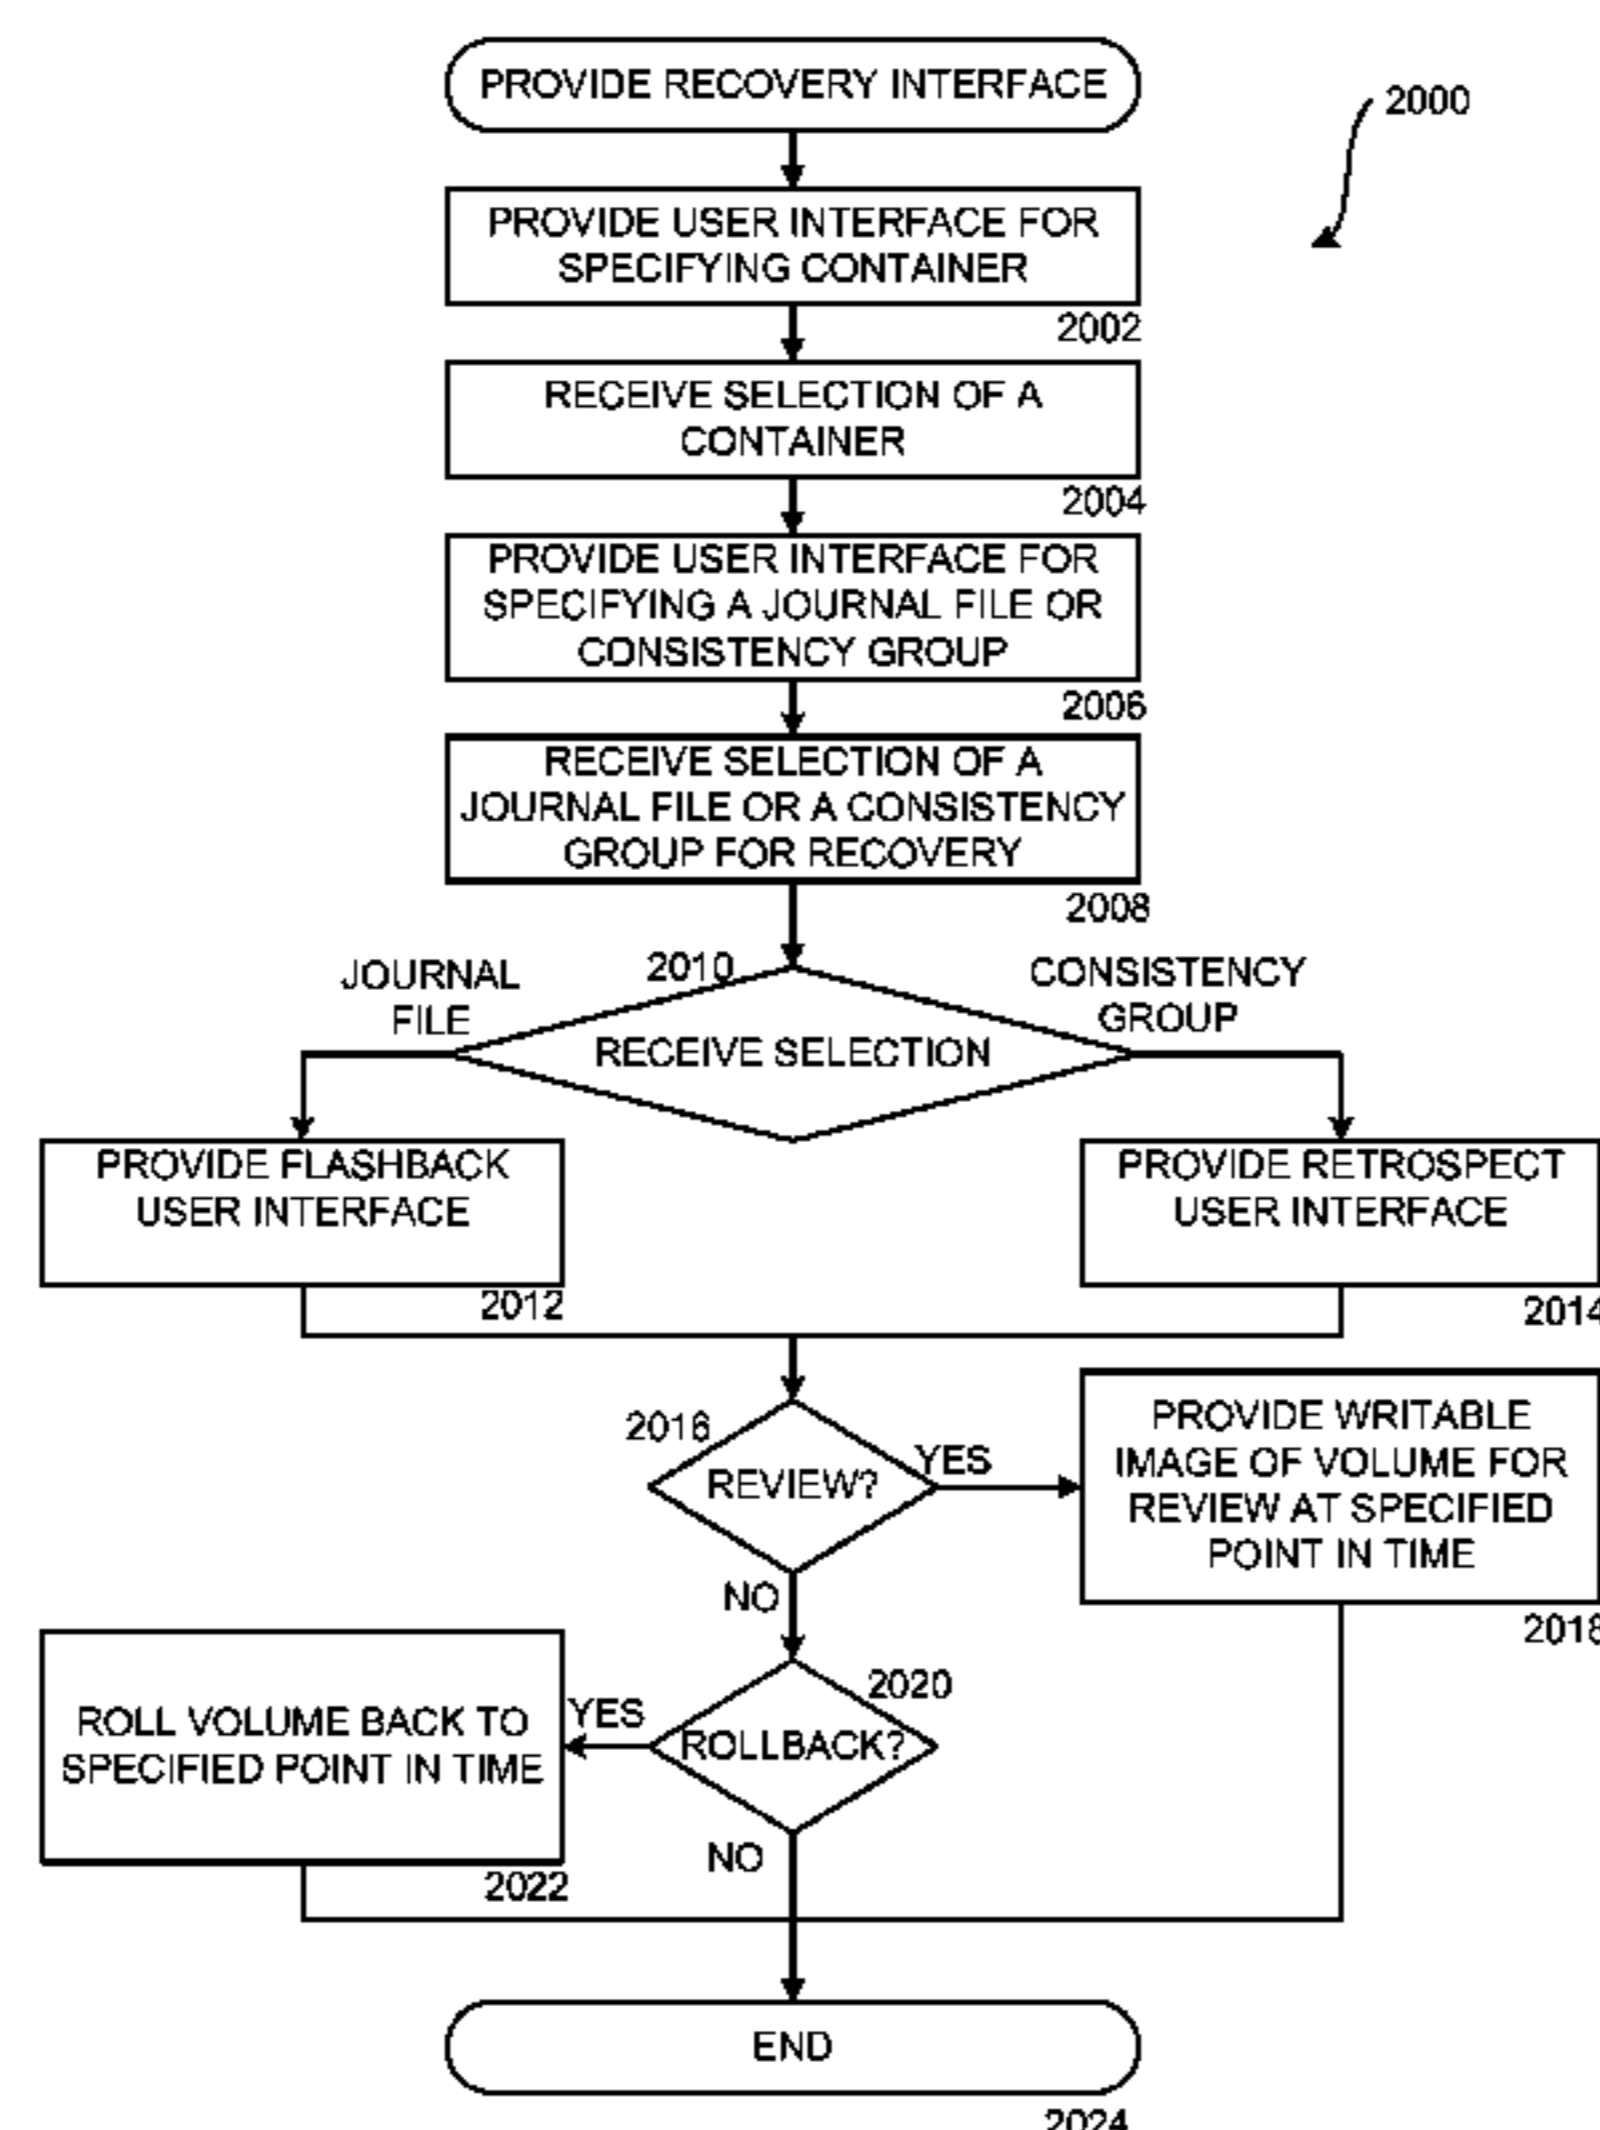 PROVIDE RECOVERY INTERFACE
2000
PROVIDE USER INTERFACE FOR
SPECIFYING CONTAINER
2002
RECEIVE SELECTION OF A
CONTAINER
2004
PROVIDE USER INTERFACE FOR
SPECIFYING A JOURNAL FILE OR
CONSISTENCY GROUP
2006
RECEIVE SELECTION OF A
JOURNAL FILE OR A CONSISTENCY
GROUP FOR RECOVERY
2008
JOURNAL
FILE
2010
CONSISTENCY
GROUP
RECEIVE SELECTION
PROVIDE FLASHBACK
USER INTERFACE
2012
PROVIDE RETROSPECT
USER INTERFACE
2014
2016
REVIEW?
YES
PROVIDE WRITABLE
IMAGE OF VOLUME FOR
REVIEW AT SPECIFIED
POINT IN TIME
2018
NO
2020
ROLLBACK?
YES
ROLL VOLUME BACK TO
SPECIFIED POINT IN TIME
2022
NO
END
2024